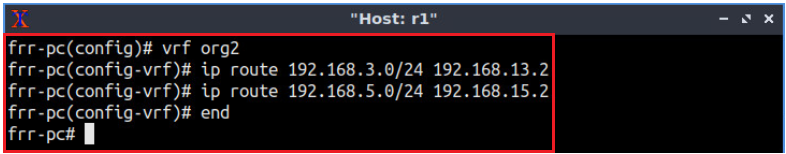 "Host: r1"
frr-pc(config)# vrf org2
frr-pc(config-vrf)# ip route 192.168.3.0/24 192.168.13.2
frr-pc(config-vrf)# ip route 192.168.5.0/24 192.168.15.2
frr-pc(config-vrf)# end
frr-pc#